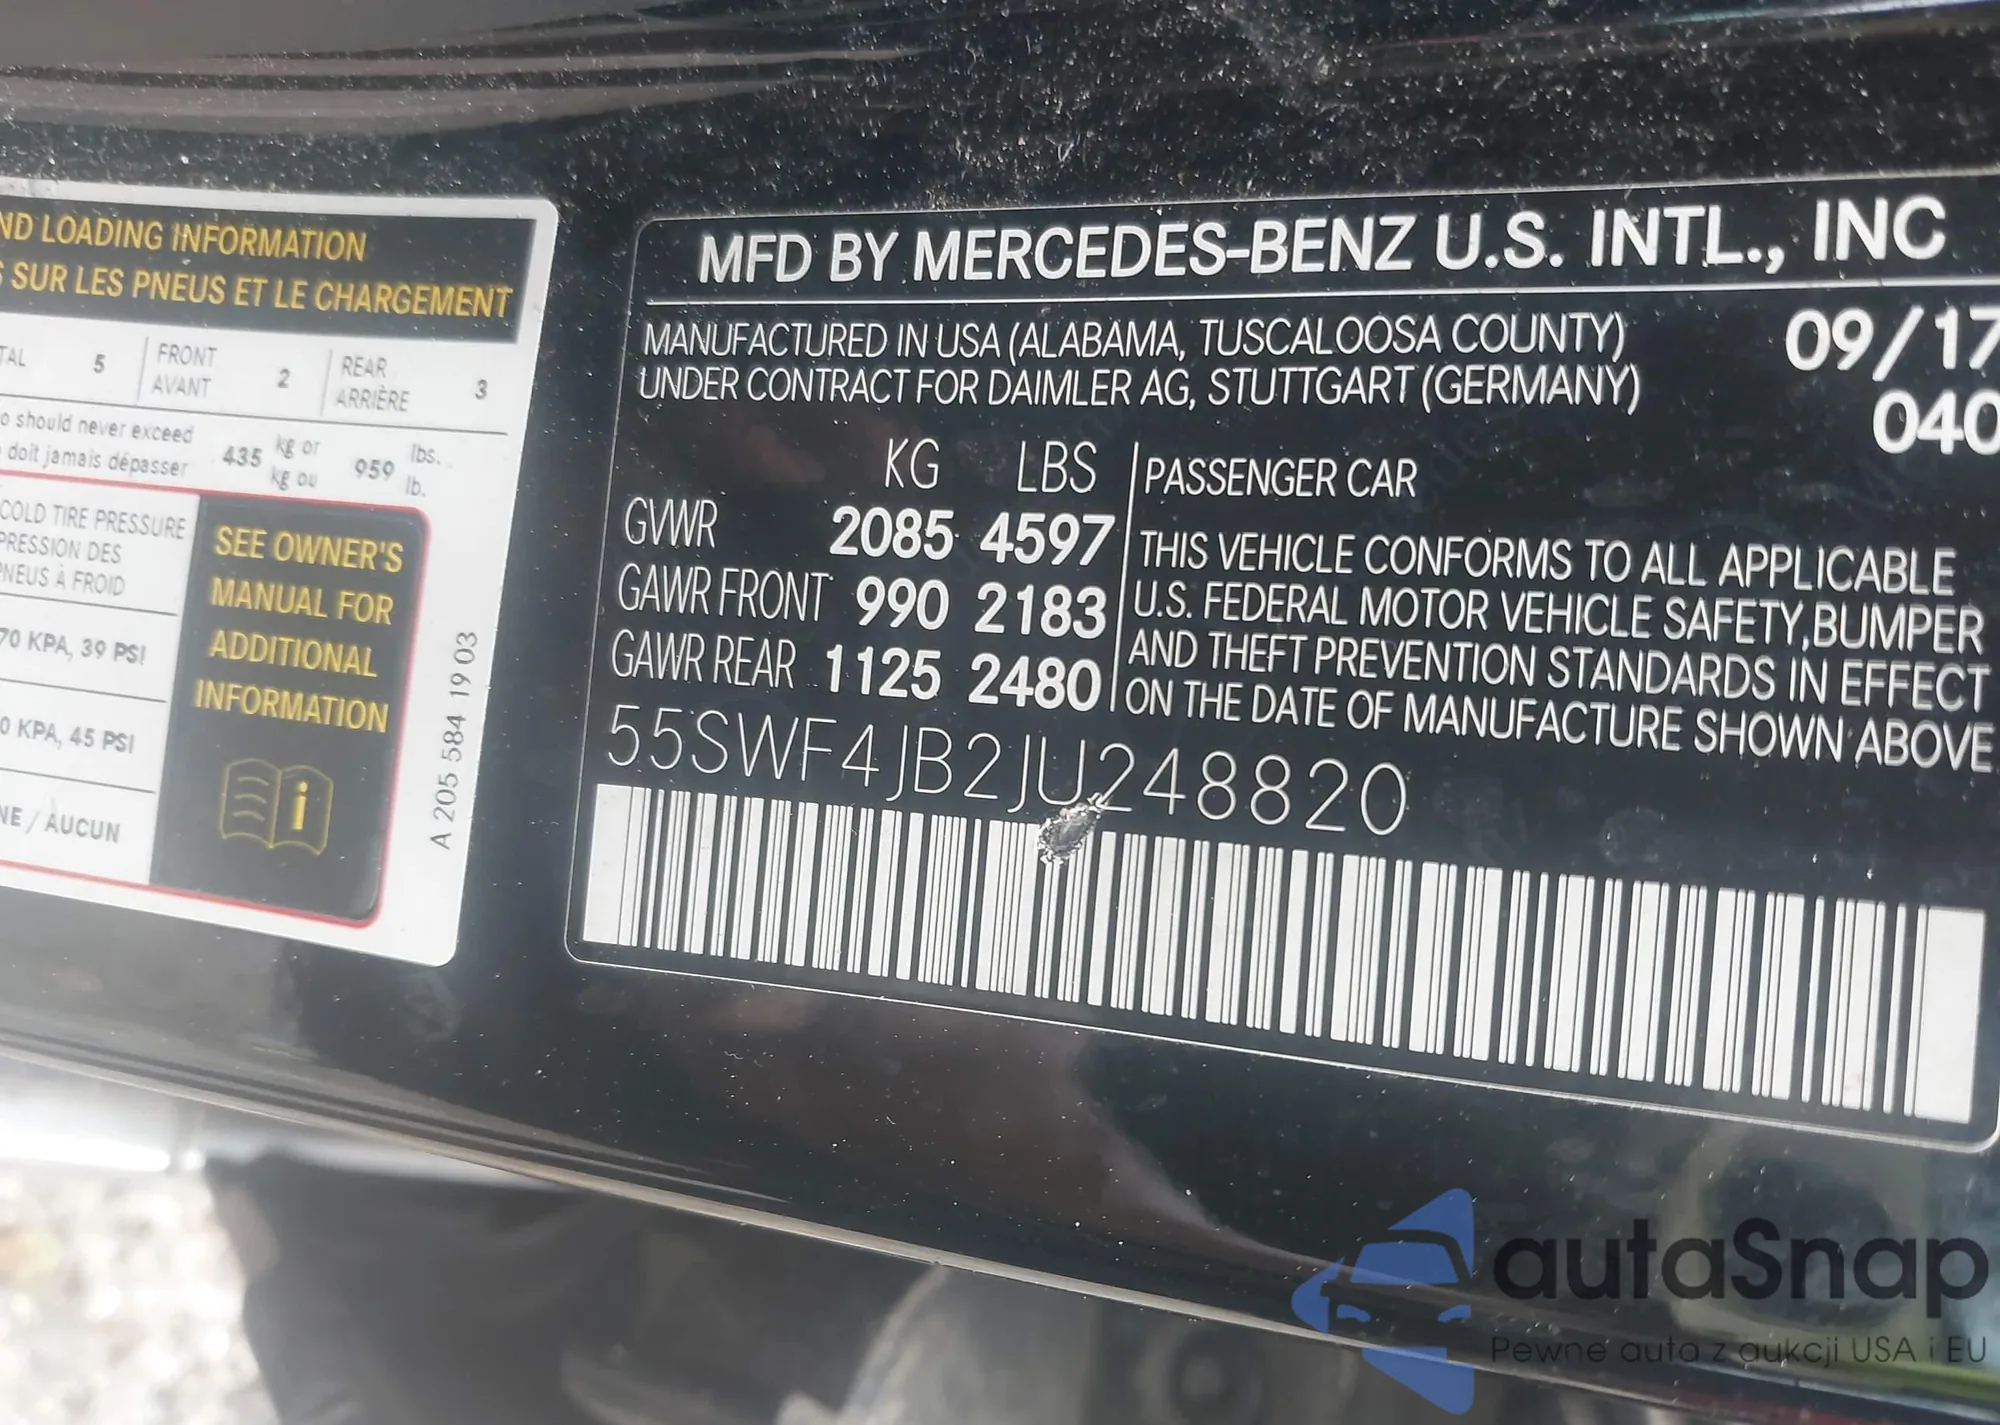 ND LOADING INFORMATION
S SUR LES PNEUS ET LE CHARGEMENT
TAL 5 FRONT AVANT 2 REAR ARRIÈRE 3
o should never exceed
doit jamais dépasser 435 kg or kg ou 959 lbs. lb.
COLD TIRE PRESSURE
PRESSION DES
PNEUS À FROID
70 KPA, 39 PSI
0 KPA, 45 PSI
NE / AUCUN
SEE OWNER'S
MANUAL FOR
ADDITIONAL
INFORMATION
i
A 205 584 19 03
MFD BY MERCEDES-BENZ U.S. INTL., INC
MANUFACTURED IN USA (ALABAMA, TUSCALOOSA COUNTY) 09/17
UNDER CONTRACT FOR DAIMLER AG, STUTTGART (GERMANY)
040
KG LBS
GVWR 2085 4597
GAWR FRONT 990 2183
GAWR REAR 1125 2480
PASSENGER CAR
THIS VEHICLE CONFORMS TO ALL APPLICABLE
U.S. FEDERAL MOTOR VEHICLE SAFETY, BUMPER
AND THEFT PREVENTION STANDARDS IN EFFECT
ON THE DATE OF MANUFACTURE SHOWN ABOVE
55SWF4JB2JU248820
autaSnap
Pewne auta z aukcji USA i EU